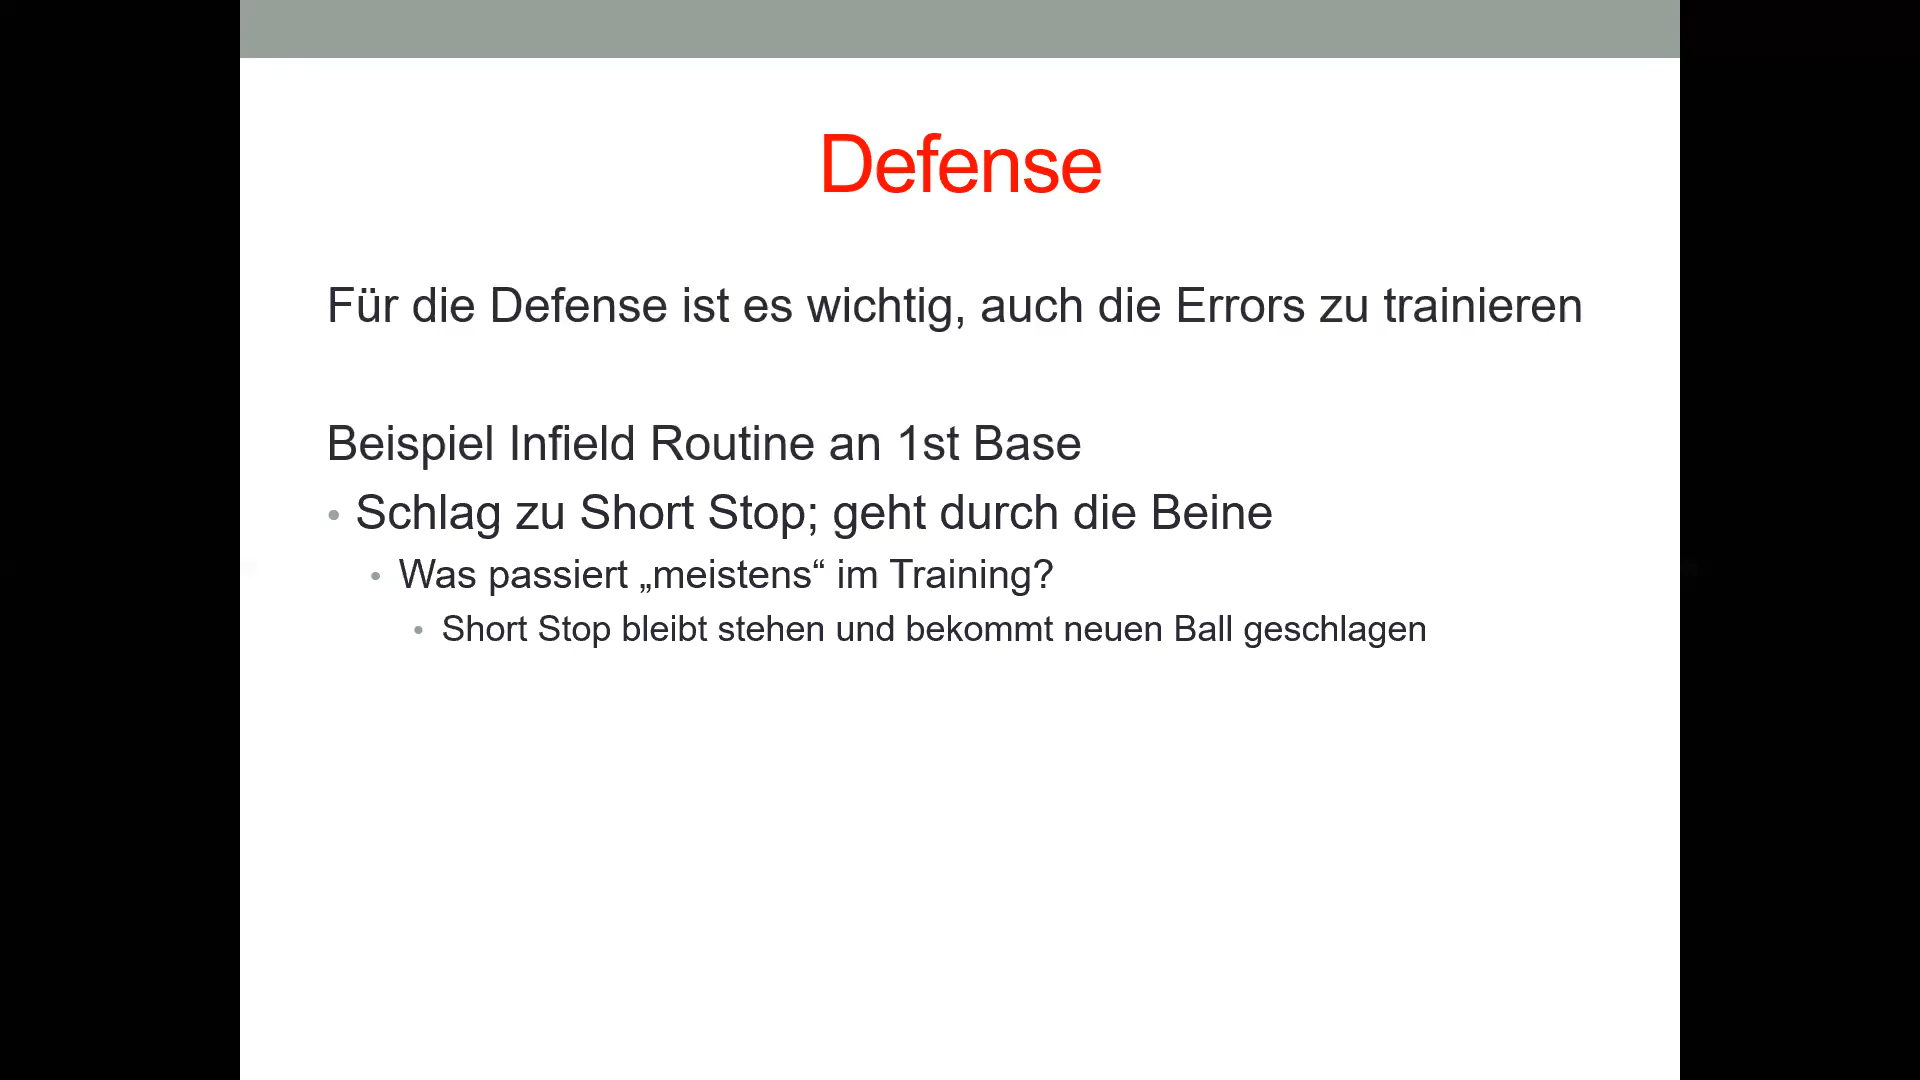 Defense
Für die Defense ist es wichtig, auch die Errors zu trainieren
Beispiel Infield Routine an 1st Base
• Schlag zu Short Stop; geht durch die Beine
• Was passiert „meistens“ im Training?
• Short Stop bleibt stehen und bekommt neuen Ball geschlagen